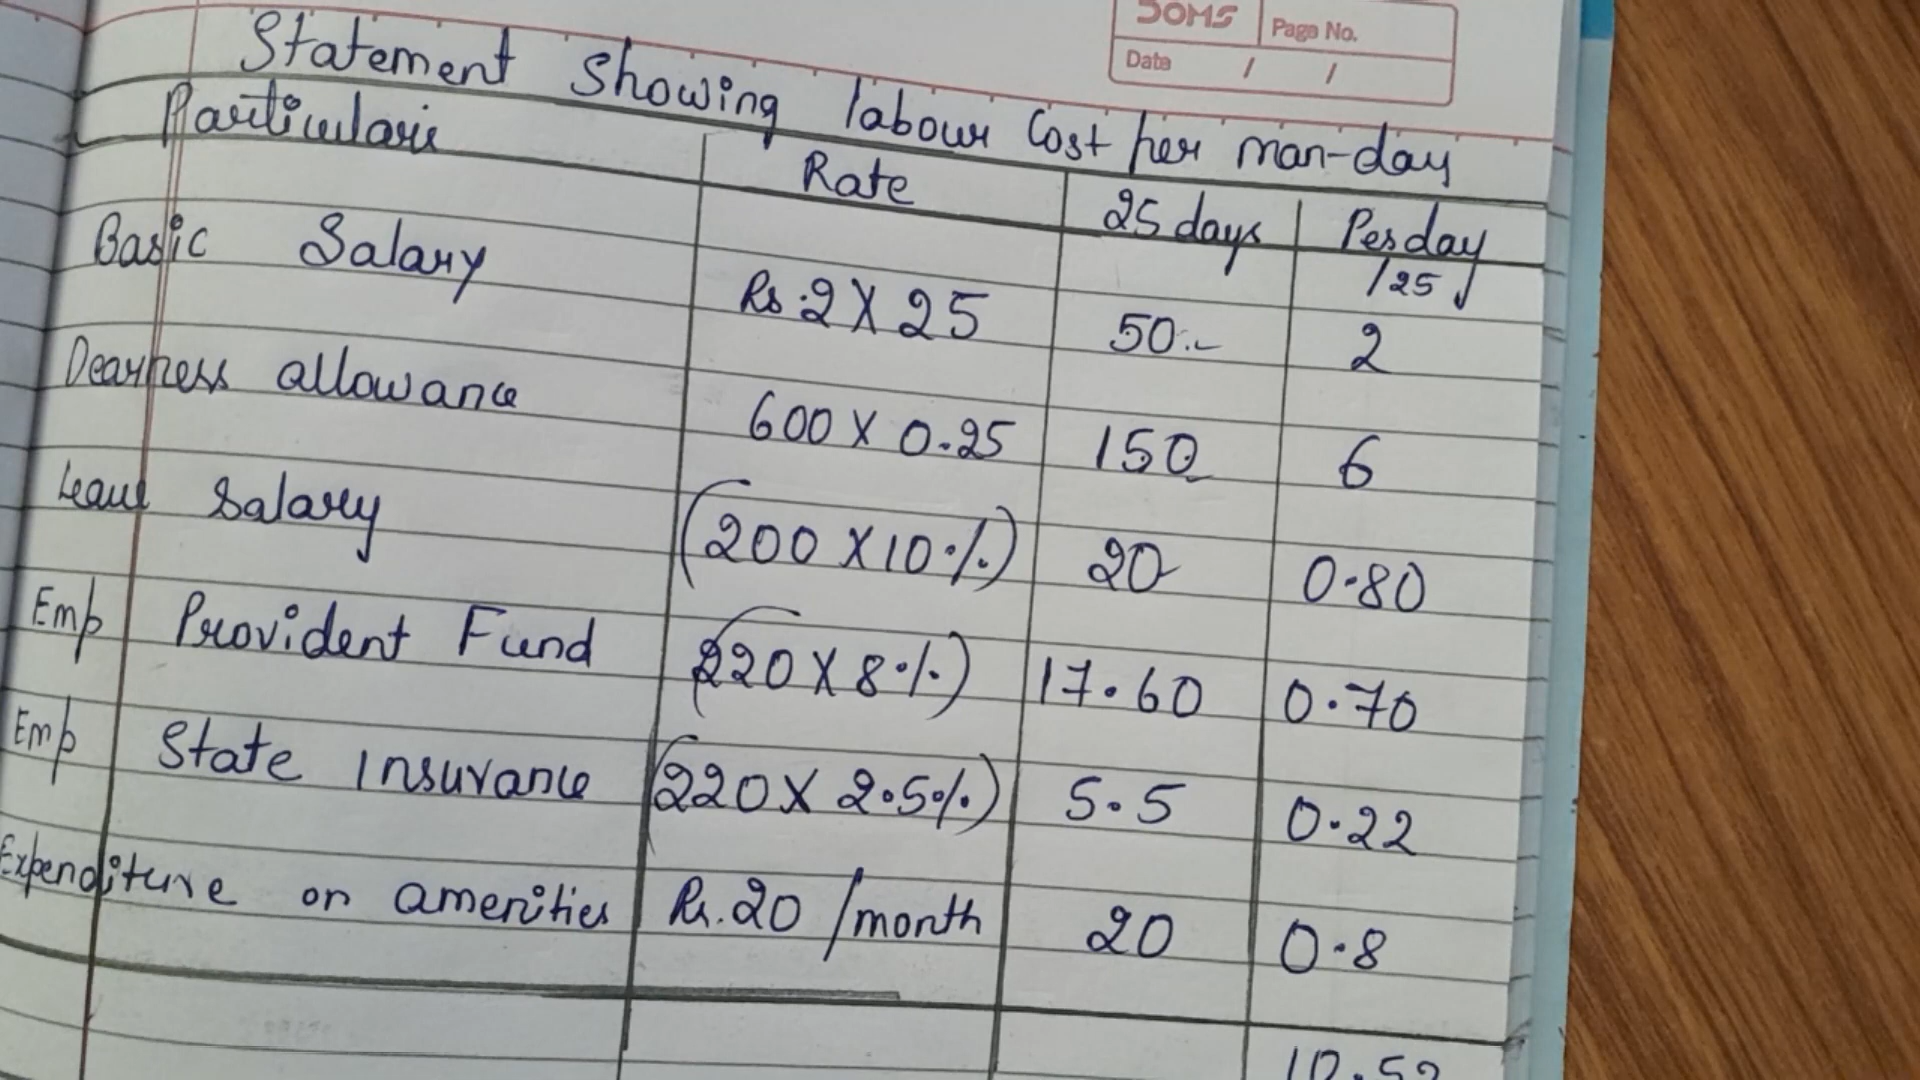 SOMS
Page No.
Date / /
Statement Showing labour Cost per man-day
Particulars Rate 25 days Per day
/25
Basic Salary Rs. 2 X 25 50.- 2
Dearness allowance 600 X 0.25 150 6
Leave Salary (200 X 10%) 20 0.80
Emp Provident Fund (220 X 8%) 17.60 0.70
Emp State Insurance (220 X 2.5%) 5.5 0.22
Expenditure on amenities Rs. 20 /month 20 0.8
10.52